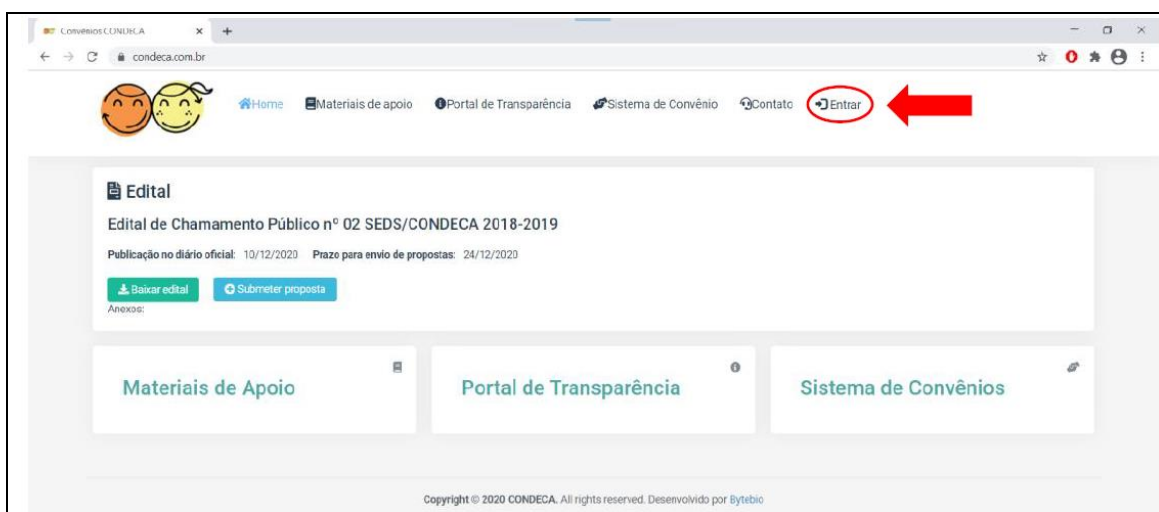 Convênios CONDECA
condeca.com.br
Home Materiais de apoio Portal de Transparência Sistema de Convênio Contato Entrar
Edital
Edital de Chamamento Público nº 02 SEDS/CONDECA 2018-2019
Publicação no diário oficial: 10/12/2020 Prazo para envio de propostas: 24/12/2020
Baixar edital Submeter proposta
Anexos:
Materiais de Apoio Portal de Transparência Sistema de Convênios
Copyright © 2020 CONDECA. All rights reserved. Desenvolvido por Bytebio